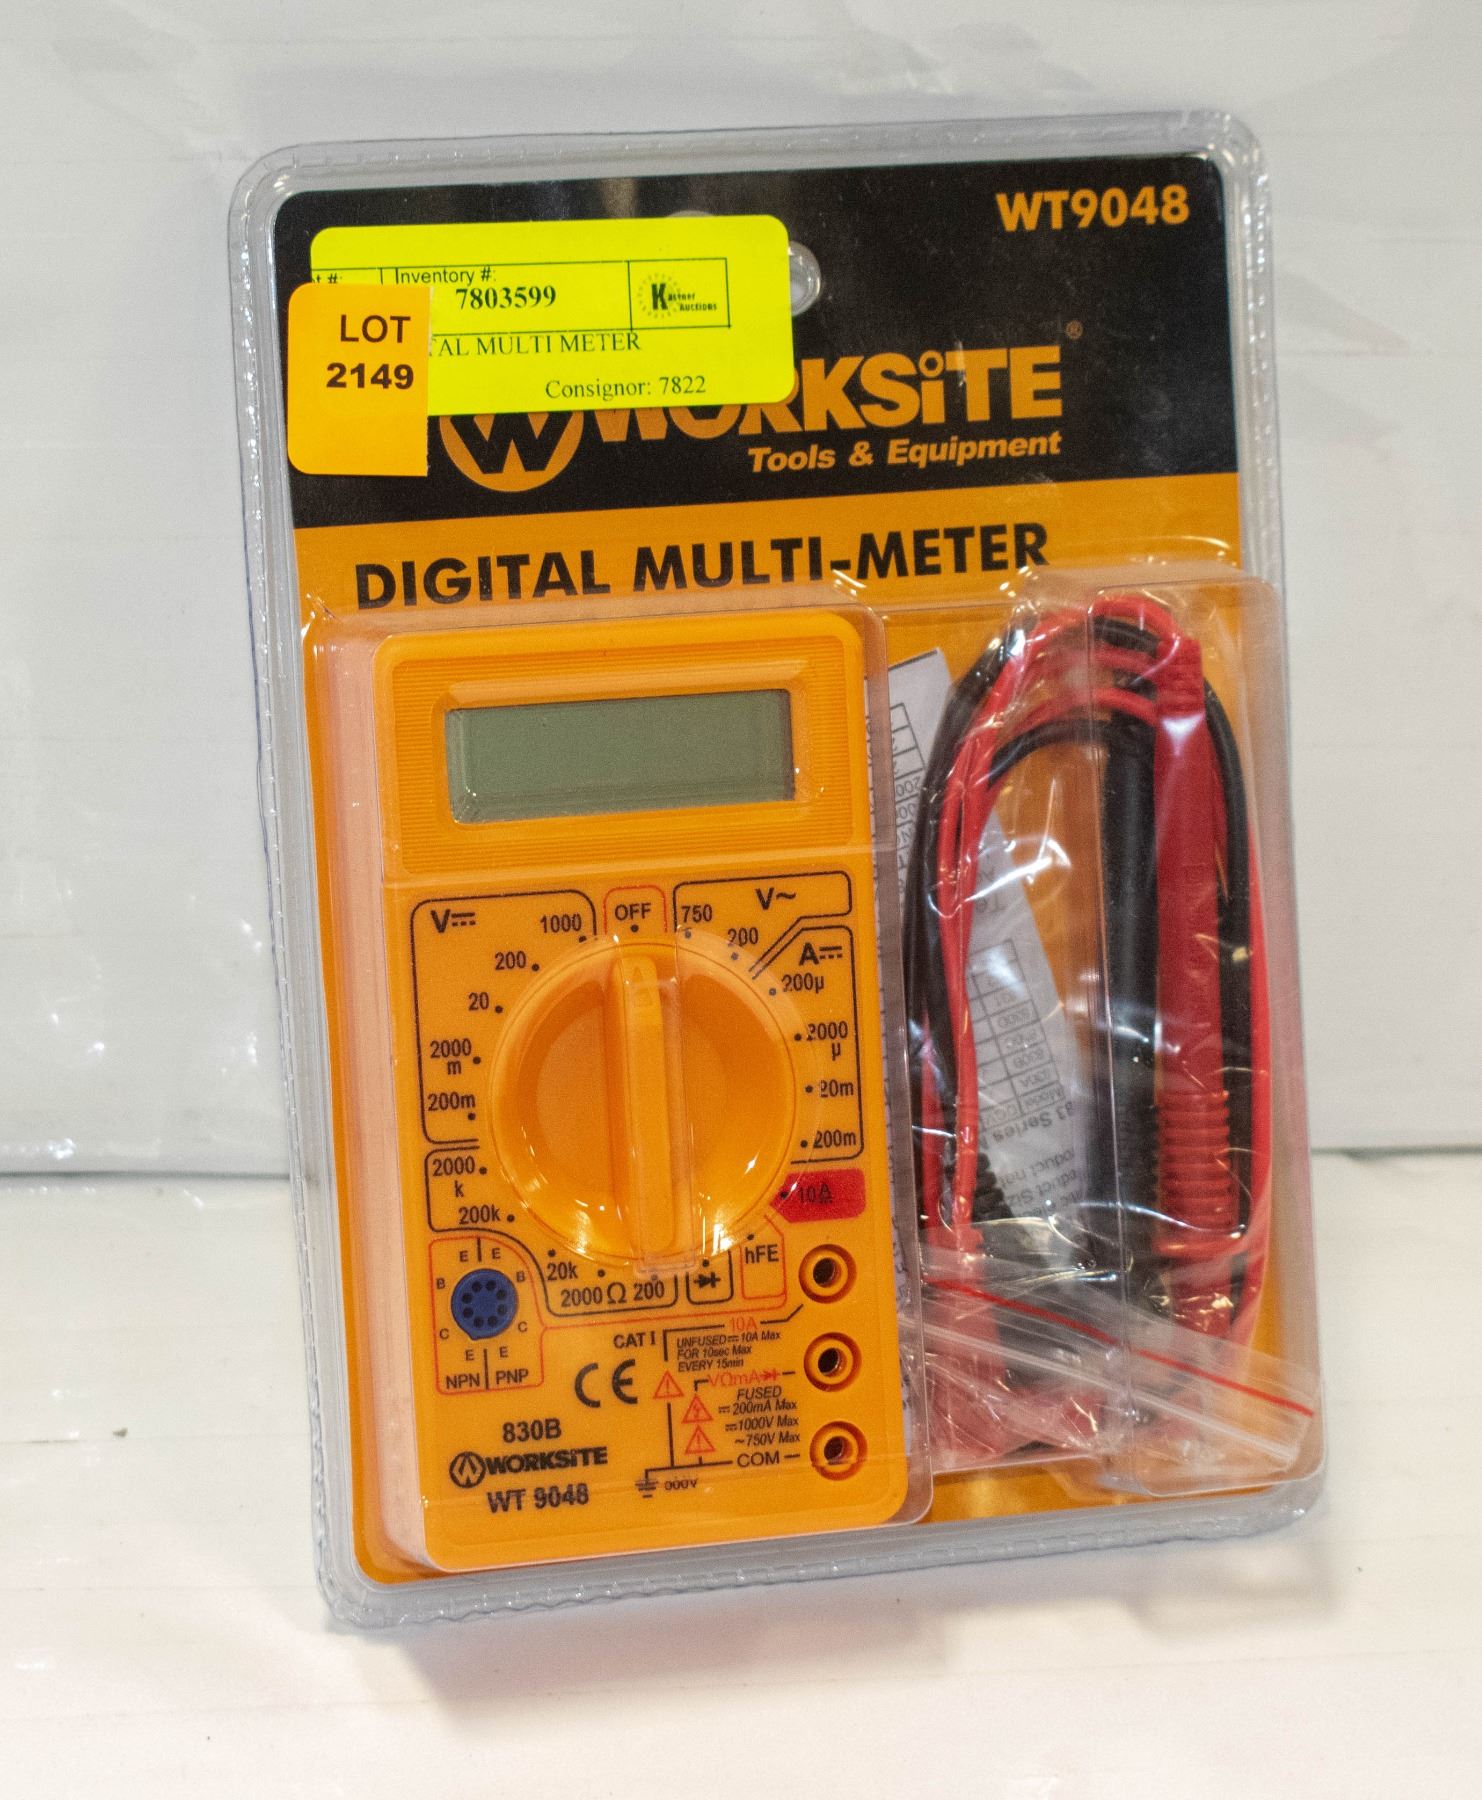 WT9048
Inventory #:
7803599
Kastner
AUCTIONS
LOT
2149
MULTI METER
Consignor: 7822
WORKSiTE®
Tools & Equipment
DIGITAL MULTI-METER
V⎓
1000
200
20
2000
m
200m
OFF
V~
750
200
A⎓
200µ
2000
µ
20m
200m
10A
2000
k
200k
20k
2000
Ω
200
hFE
E E
B B
C C
E E
NPN PNP
CAT I
CE
10A
UNFUSED⎓10A Max
FOR 10sec Max
EVERY 15min
VΩmA
FUSED
⎓200mA Max
⎓1000V Max
~750V Max
COM
830B
WORKSiTE
WT 9048